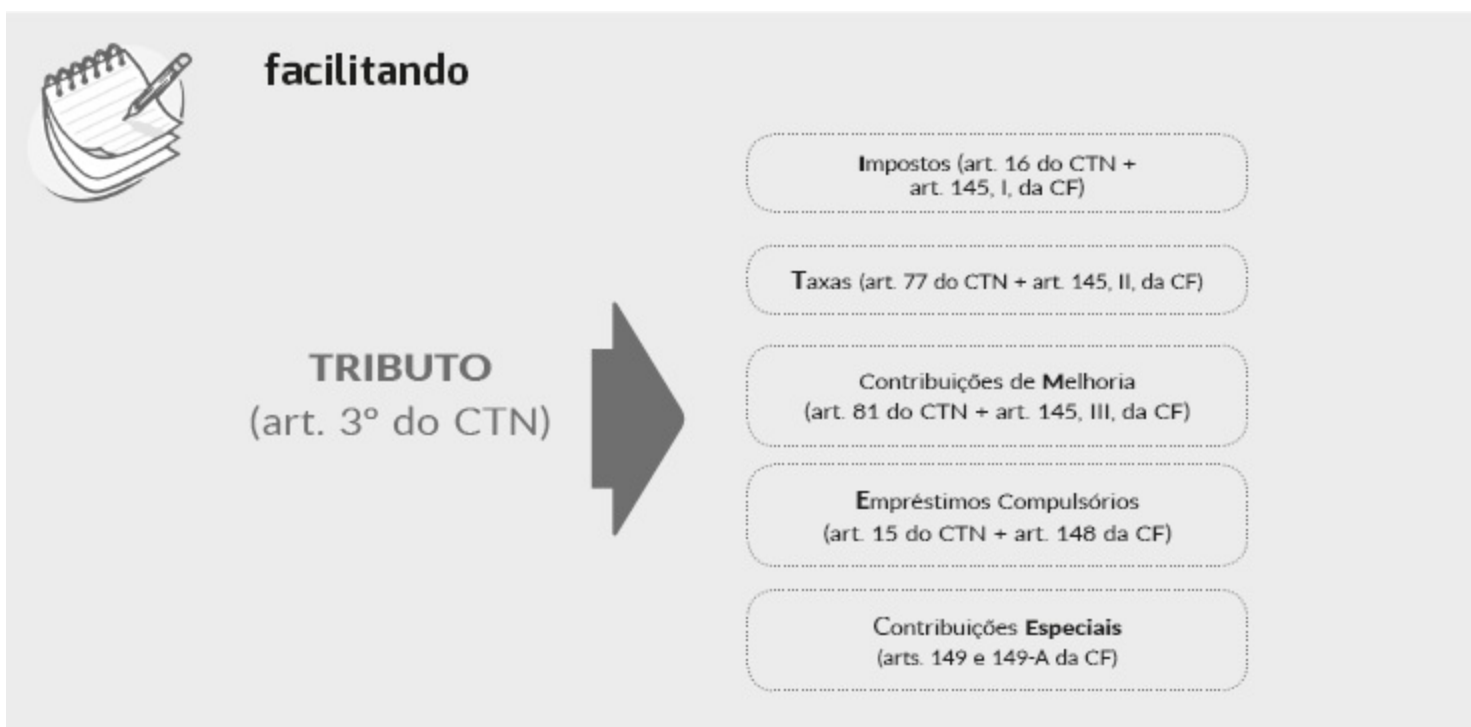 facilitando
Impostos (art. 16 do CTN +
art. 145, I, da CF)
Taxas (art. 77 do CTN + art. 145, II, da CF)
TRIBUTO
(art. 3º do CTN)
Contribuições de Melhoria
(art. 81 do CTN + art. 145, III, da CF)
Empréstimos Compulsórios
(art. 15 do CTN + art. 148 da CF)
Contribuições Especiais
(arts. 149 e 149-A da CF)